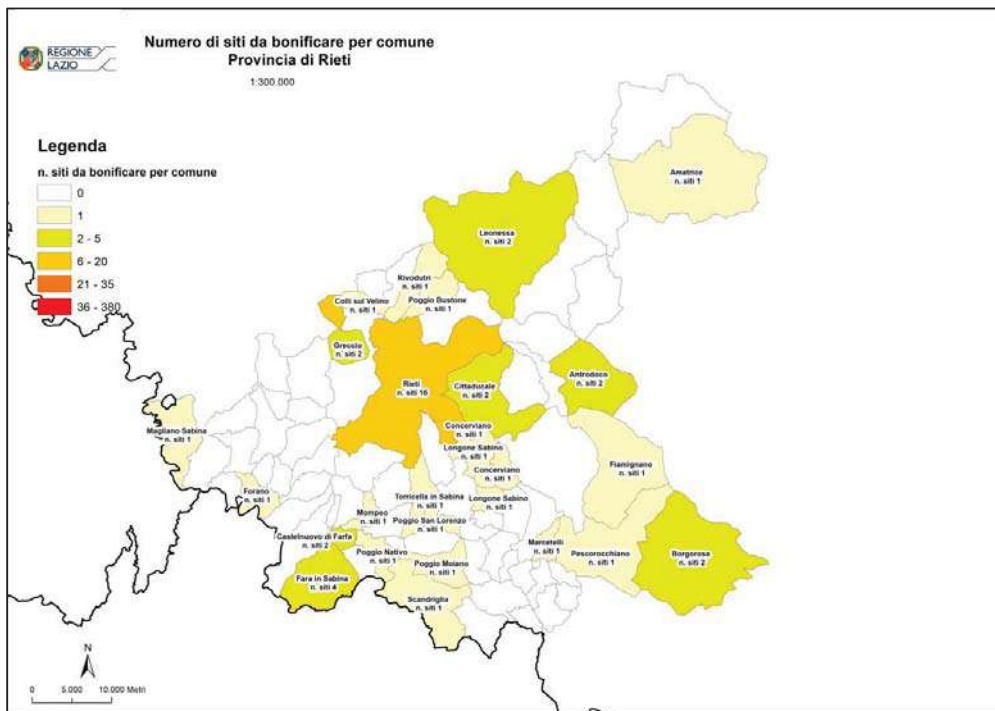 REGIONE
LAZIO
Numero di siti da bonificare per comune
Provincia di Rieti
1:300.000
Legenda
n. siti da bonificare per comune
0
1
2 - 5
6 - 20
21 - 35
36 - 380
Amatrice
n. siti 1
Leonessa
n. siti 2
Rivodutri
n. siti 1
Colli sul Velino
n. siti 1
Poggio Bustone
n. siti 1
Greccio
n. siti 2
Rieti
n. siti 16
Cittaducale
n. siti 2
Antrodoco
n. siti 2
Magliano Sabina
n. siti 1
Concerviano
n. siti 1
Longone Sabino
n. siti 1
Concerviano
n. siti 1
Fiamignano
n. siti 1
Forano
n. siti 1
Torricella in Sabina
n. siti 1
Longone Sabino
n. siti 1
Mompeo
n. siti 1
Poggio San Lorenzo
n. siti 1
Castelnuovo di Farfa
n. siti 2
Poggio Nativo
n. siti 1
Poggio Moiano
n. siti 1
Marcetelli
n. siti 1
Pescorocchiano
n. siti 1
Borgorose
n. siti 2
Fara in Sabina
n. siti 4
Scandriglia
n. siti 1
N
0 5.000 10.000 Metri